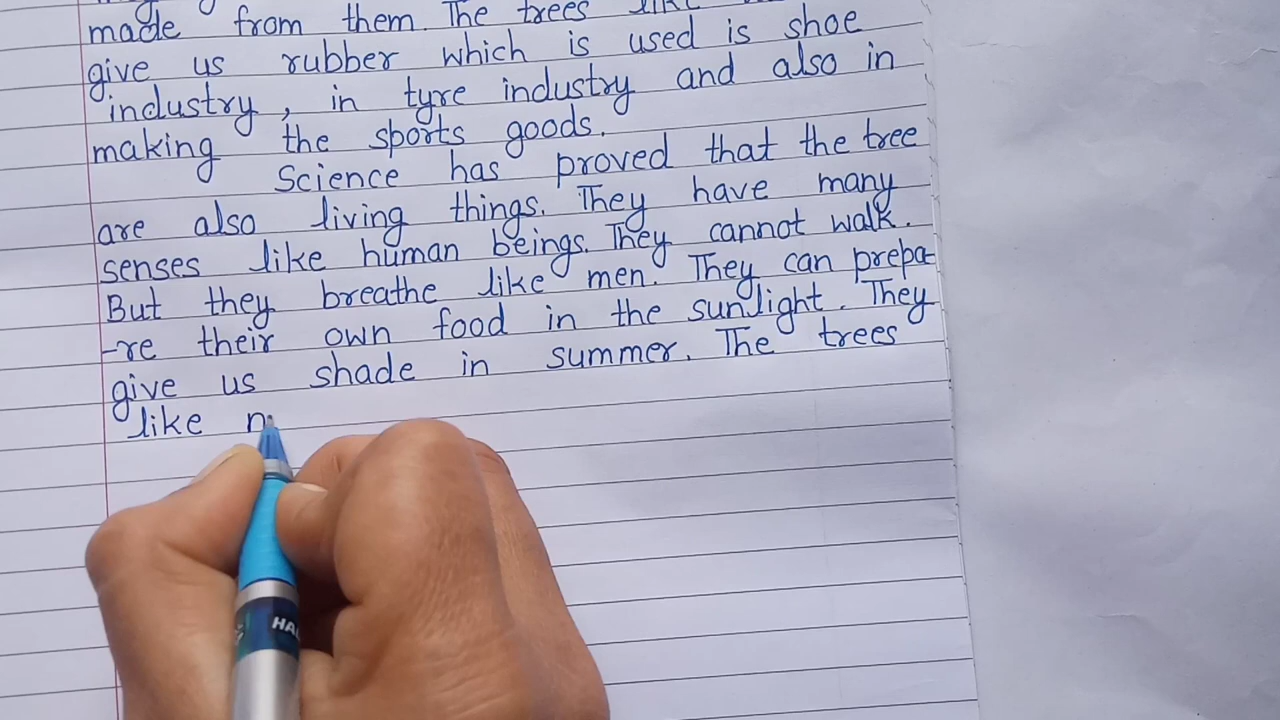 made from them. The trees like
give us rubber which is used is shoe
industry, in tyre industry and also in
making the sports goods.
Science has proved that the tree
are also living things. They have many
senses like human beings. They cannot walk.
But they breathe like men. They can prepa-
-re their own food in the sunlight. They
give us shade in summer. The trees
like n
HA